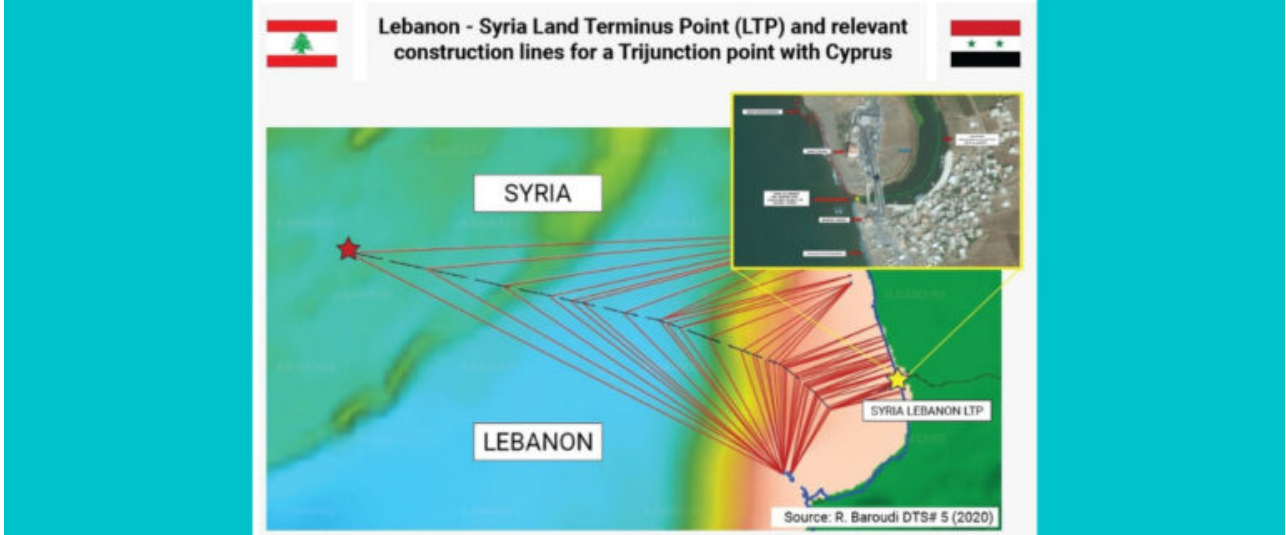 Lebanon - Syria Land Terminus Point (LTP) and relevant
construction lines for a Trijunction point with Cyprus
SYRIA
LEBANON
SYRIA LEBANON LTP
Source: R. Baroudi DTS# 5 (2020)